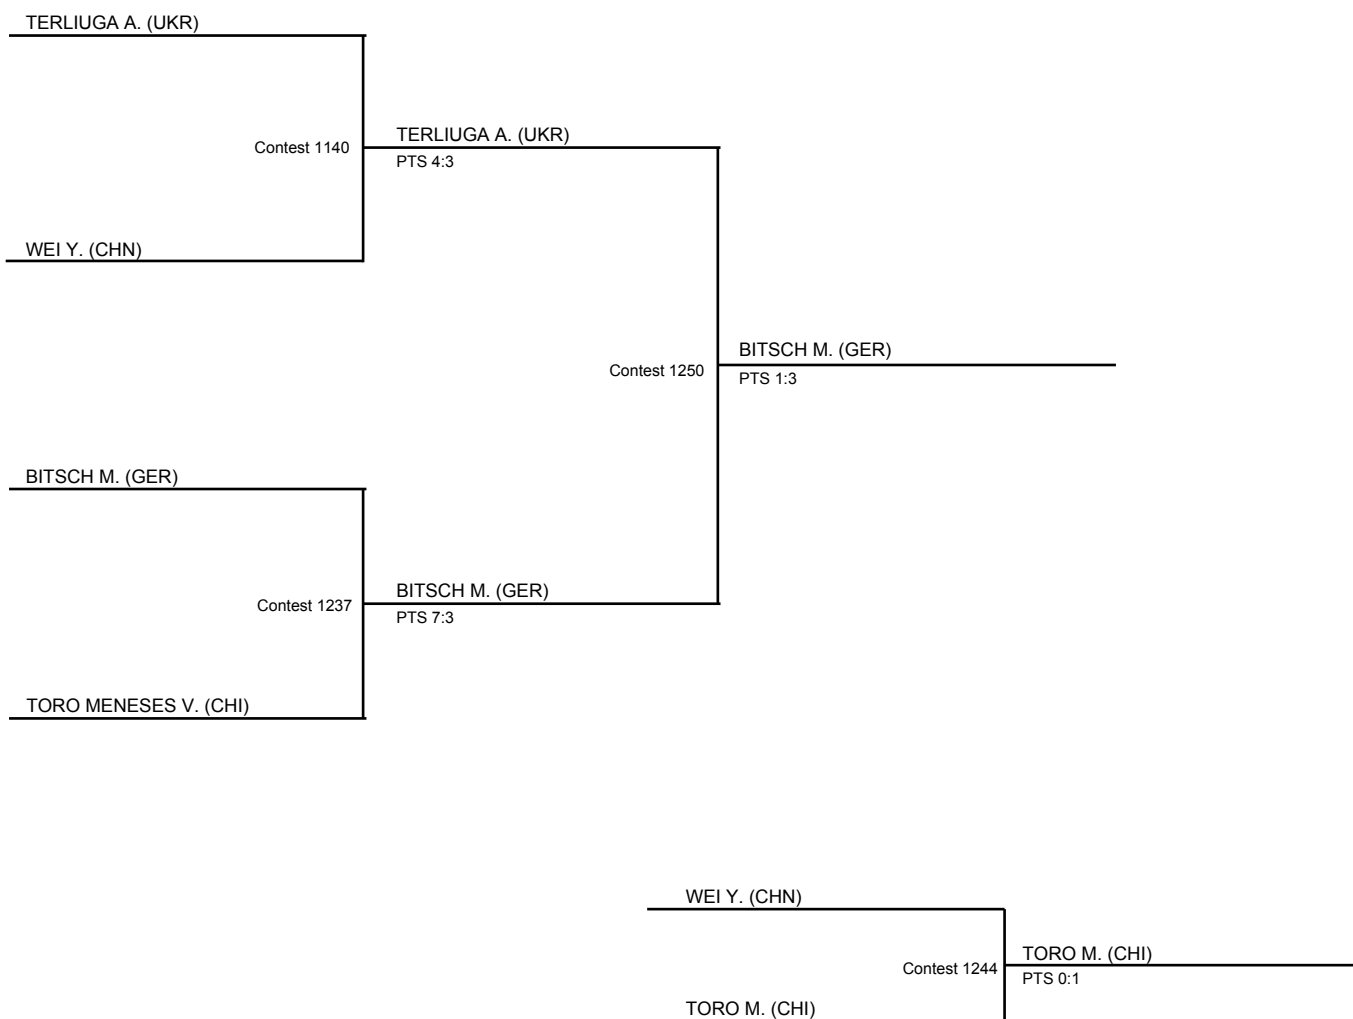 TERLIUGA A. (UKR)
Contest 1140
TERLIUGA A. (UKR)
PTS 4:3
WEI Y. (CHN)
Contest 1250
BITSCH M. (GER)
PTS 1:3
BITSCH M. (GER)
Contest 1237
BITSCH M. (GER)
PTS 7:3
TORO MENESES V. (CHI)
WEI Y. (CHN)
Contest 1244
TORO M. (CHI)
PTS 0:1
TORO M. (CHI)